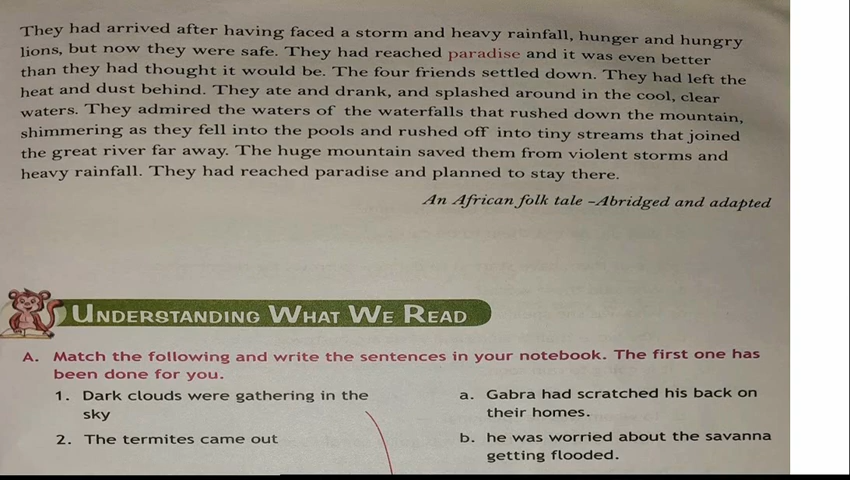 They had arrived after having faced a storm and heavy rainfall, hunger and hungry
lions, but now they were safe. They had reached paradise and it was even better
than they had thought it would be. The four friends settled down. They had left the
heat and dust behind. They ate and drank, and splashed around in the cool, clear
waters. They admired the waters of the waterfalls that rushed down the mountain,
shimmering as they fell into the pools and rushed off into tiny streams that joined
the great river far away. The huge mountain saved them from violent storms and
heavy rainfall. They had reached paradise and planned to stay there.
An African folk tale –Abridged and adapted
UNDERSTANDING WHAT WE READ
A. Match the following and write the sentences in your notebook. The first one has
been done for you.
1. Dark clouds were gathering in the
sky
2. The termites came out
a. Gabra had scratched his back on
their homes.
b. he was worried about the savanna
getting flooded.